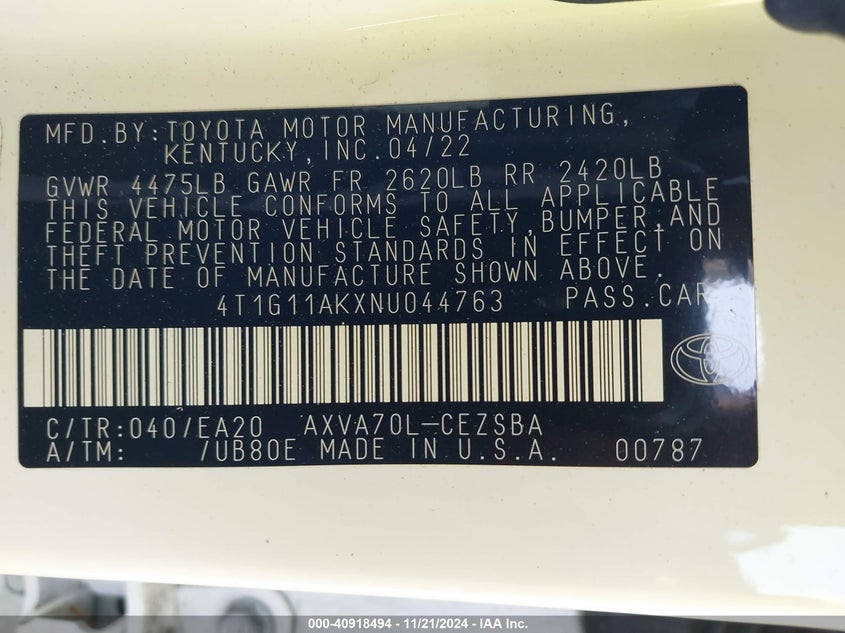 MFD.BY:TOYOTA MOTOR MANUFACTURING,
KENTUCKY,INC.04/22
GVWR 4475LB GAWR FR 2620LB RR 2420LB
THIS VEHICLE CONFORMS TO ALL APPLICABLE
FEDERAL MOTOR VEHICLE SAFETY,BUMPER,AND
THEFT PREVENTION STANDARDS IN EFFECT ON
THE DATE OF MANUFACTURE SHOWN ABOVE.
4T1G11AKXNU044763 PASS.CAR
C/TR:040/EA20 AXVA70L-CEZSBA
A/TM: /UB80E MADE IN U.S.A. 00787
000-40918494 - 11/21/2024 - IAA Inc.